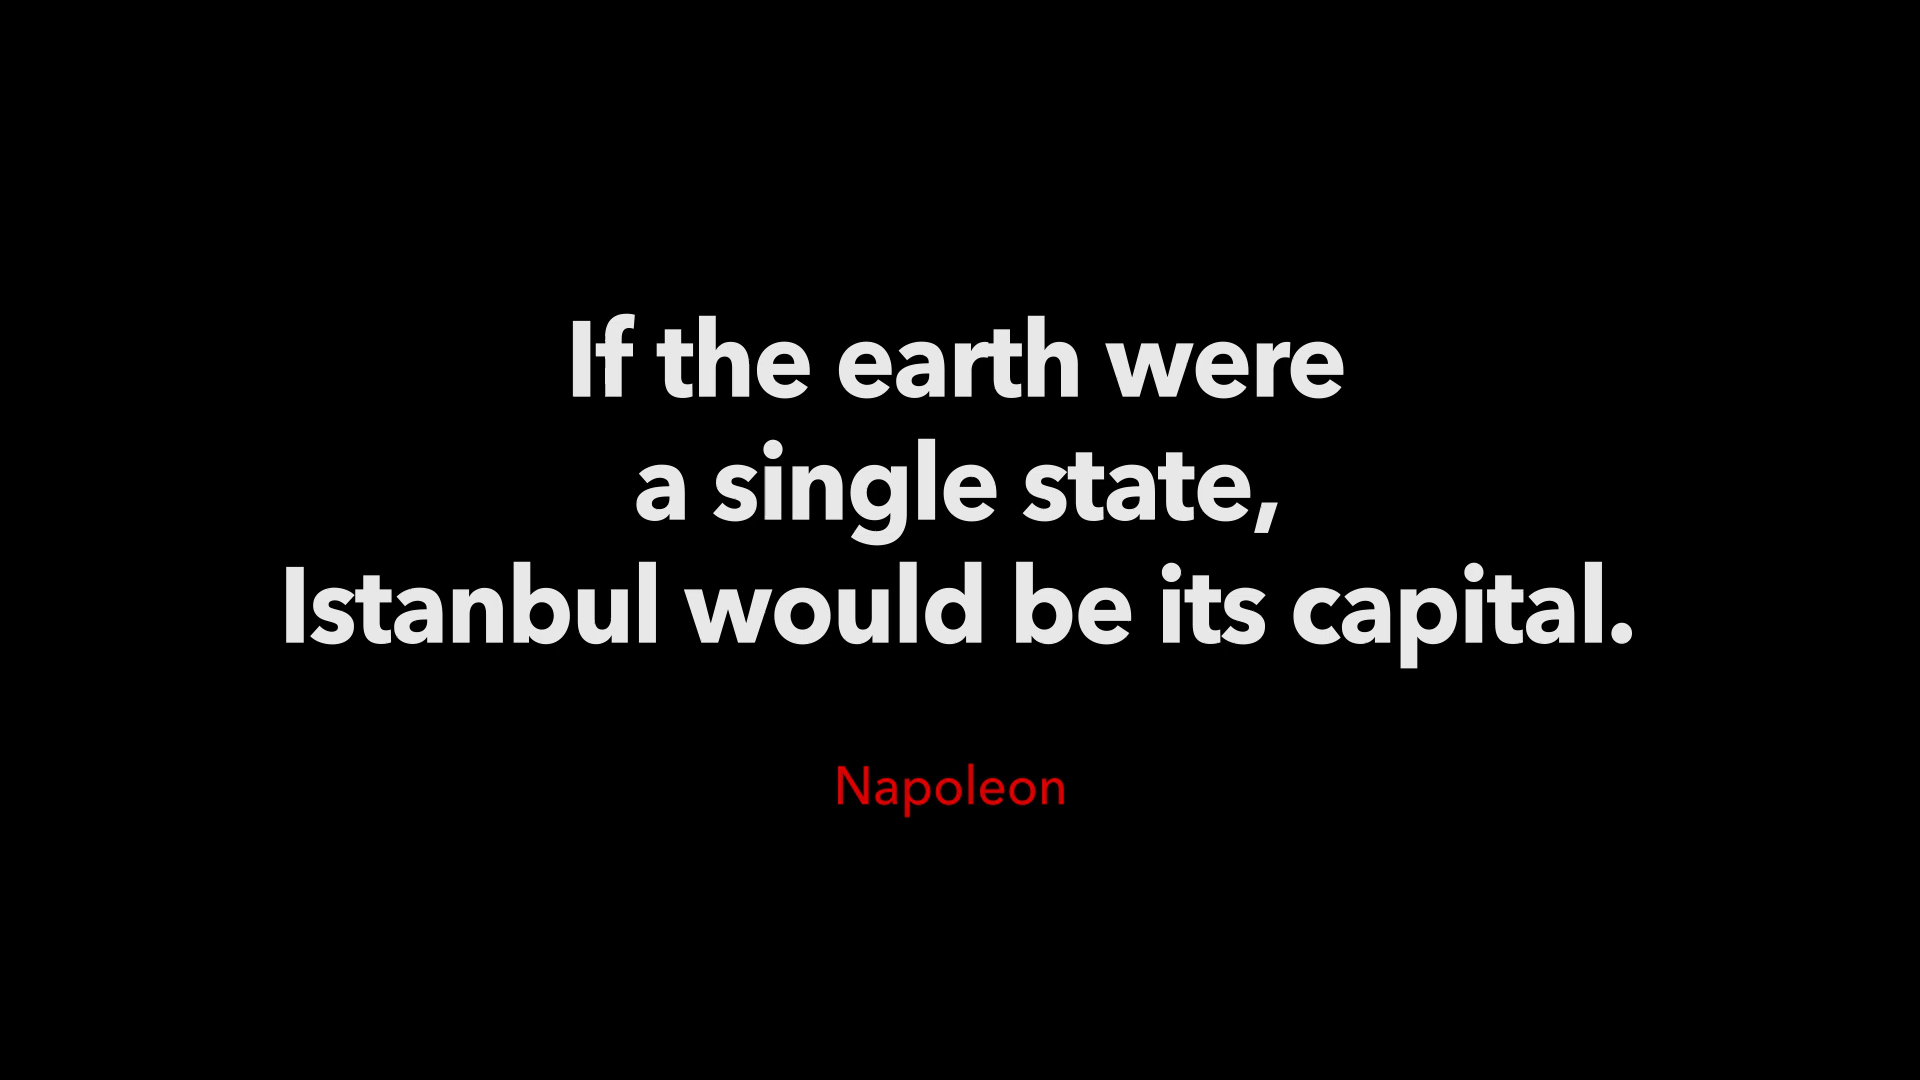 If the earth were
a single state,
Istanbul would be its capital.
Napoleon